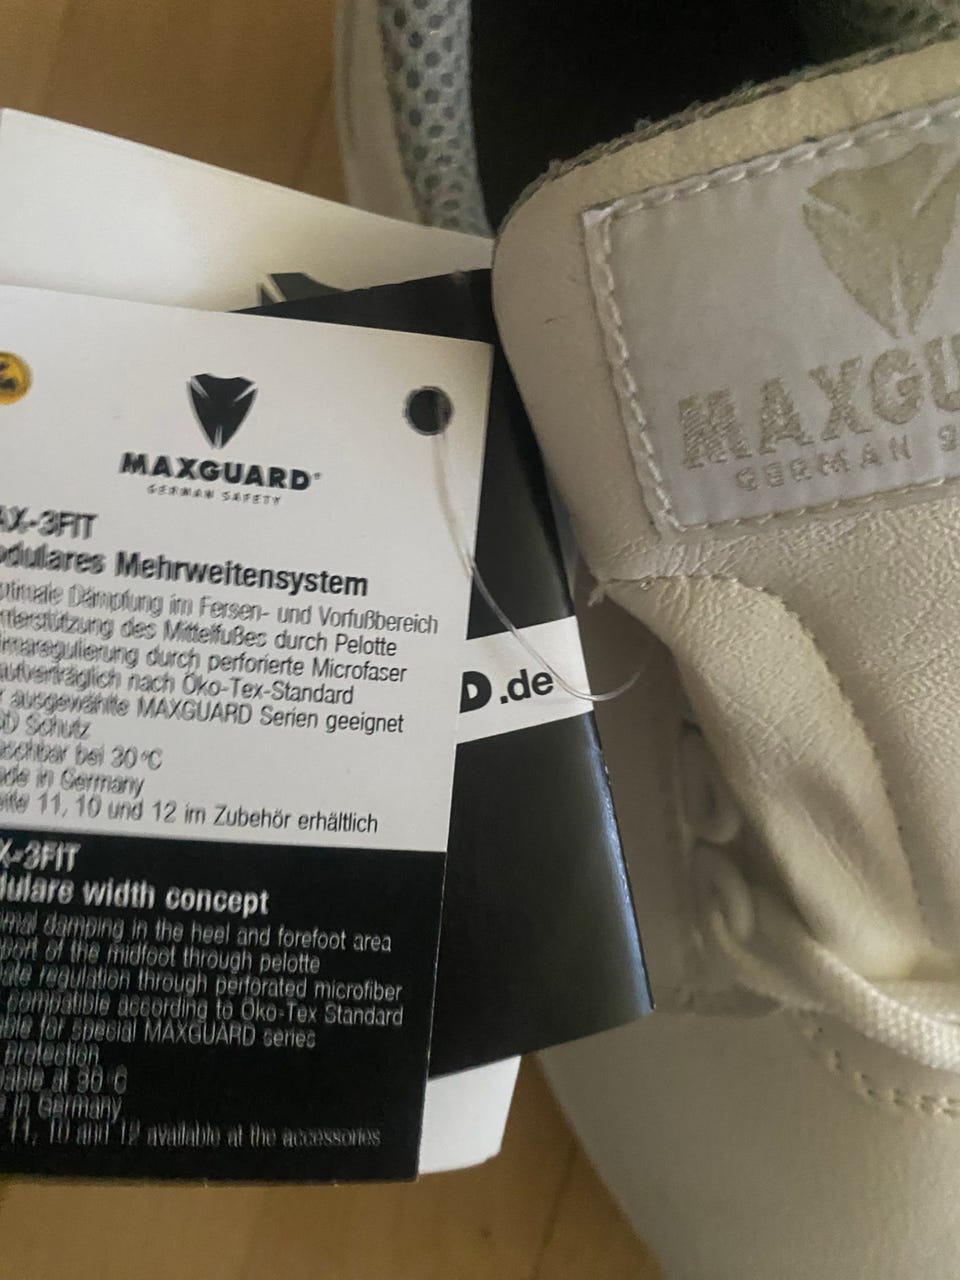 MAXGUARD®
GERMAN SAFETY
AX-3FIT
odulares Mehrweitensystem
ptimale Dämpfung im Fersen- und Vorfußbereich
nterstützung des Mittelfußes durch Pelotte
imaregulierung durch perforierte Microfaser
autverträglich nach Öko-Tex-Standard
r ausgewählte MAXGUARD Serien geeignet
SD Schutz
aschbar bei 30°C
ade in Germany
eite 11, 10 und 12 im Zubehör erhältlich
X-3FIT
dulare width concept
imal damping in the heel and forefoot area
port of the midfoot through pelotte
ate regulation through perforated microfiber
compatible according to Öko-Tex Standard
able for special MAXGUARD series
protection
able at 30°C
e in Germany
11, 10 and 12 available at the accessories
D.de
MAXGU
GERMAN S